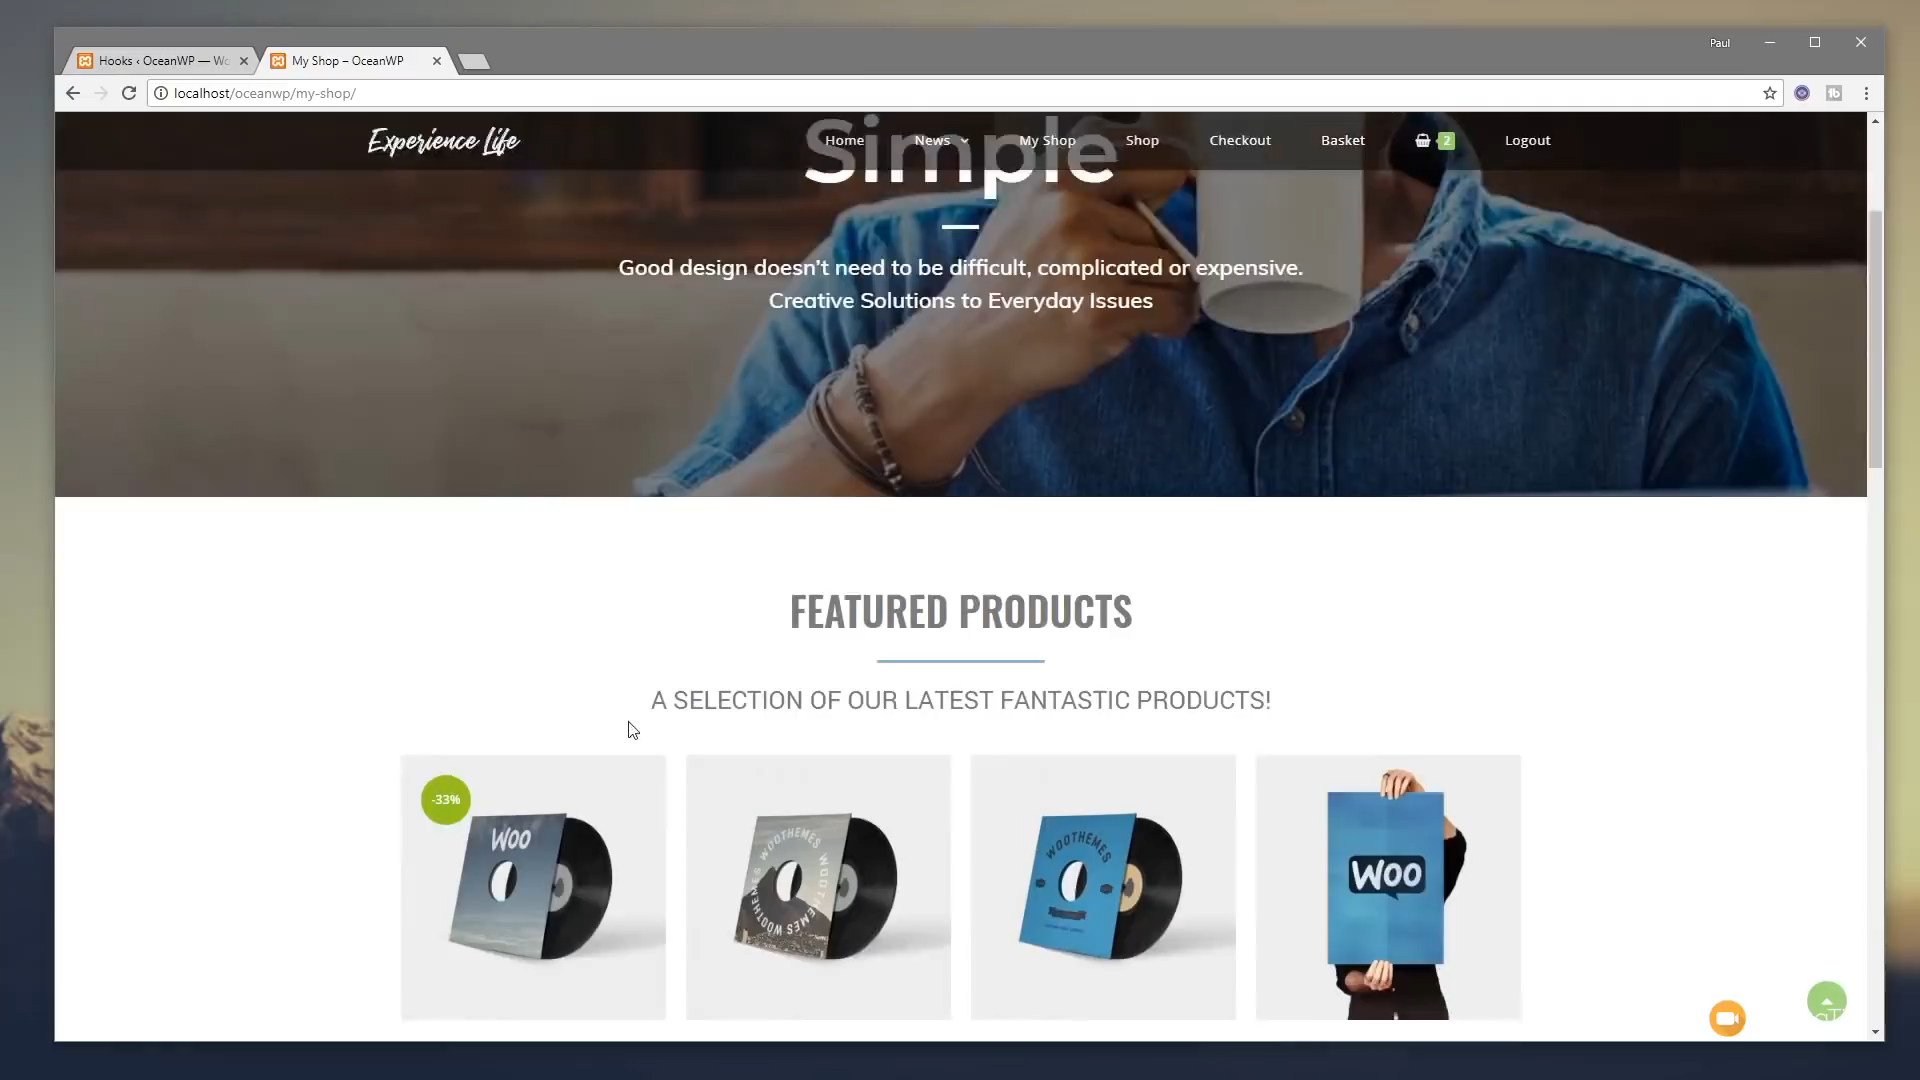 Paul
Hooks ‹ OceanWP — Wo
My Shop – OceanWP
localhost/oceanwp/my-shop/
Experience Life
Home
News
My Shop
Shop
Checkout
Basket
2
Logout
Simple
Good design doesn't need to be difficult, complicated or expensive.
Creative Solutions to Everyday Issues
FEATURED PRODUCTS
A SELECTION OF OUR LATEST FANTASTIC PRODUCTS!
-33%
WOO
WOOTHEMES WOOTHEMES WOOTHEMES
WOOTHEMES
WOO